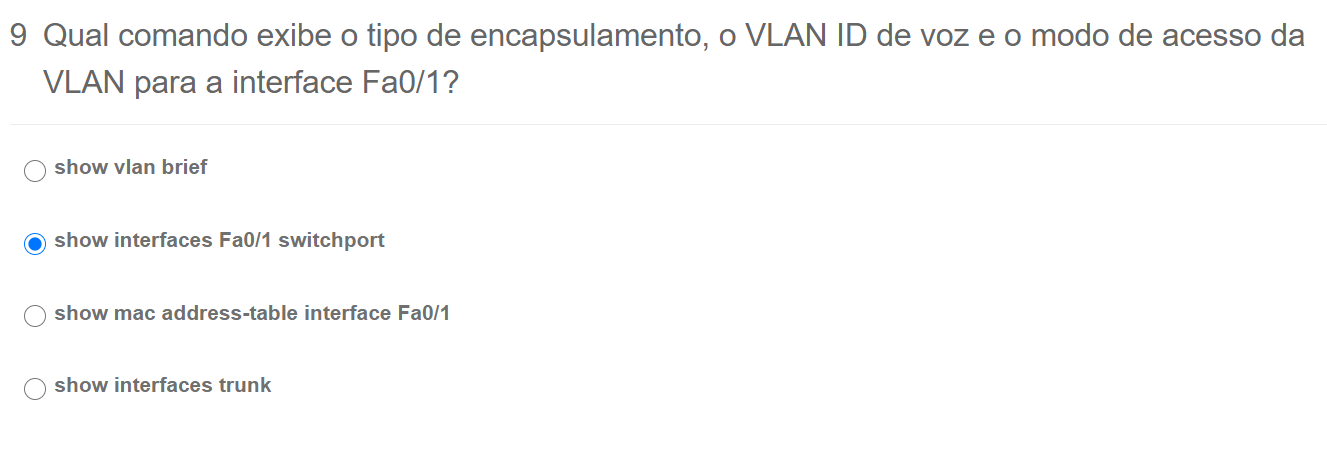 9 Qual comando exibe o tipo de encapsulamento, o VLAN ID de voz e o modo de acesso da
VLAN para a interface Fa0/1?
show vlan brief
show interfaces Fa0/1 switchport
show mac address-table interface Fa0/1
show interfaces trunk